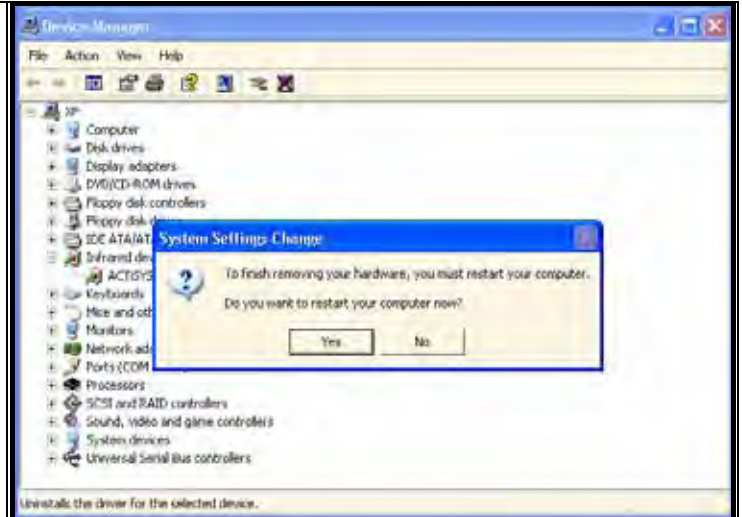 Device Manager
File Action View Help
XP
Computer
Disk drives
Display adapters
DVD/CD-ROM drives
Floppy disk controllers
Floppy disk
IDE ATA/AT
Infrared dev
ACTiSYS
Keyboards
Mice and oth
Monitors
Network ada
Ports (COM
Processors
SCSI and RAID controllers
Sound, video and game controllers
System devices
Universal Serial Bus controllers
System Settings Change
To finish removing your hardware, you must restart your computer.
Do you want to restart your computer now?
Yes No
Uninstalls the driver for the selected device.